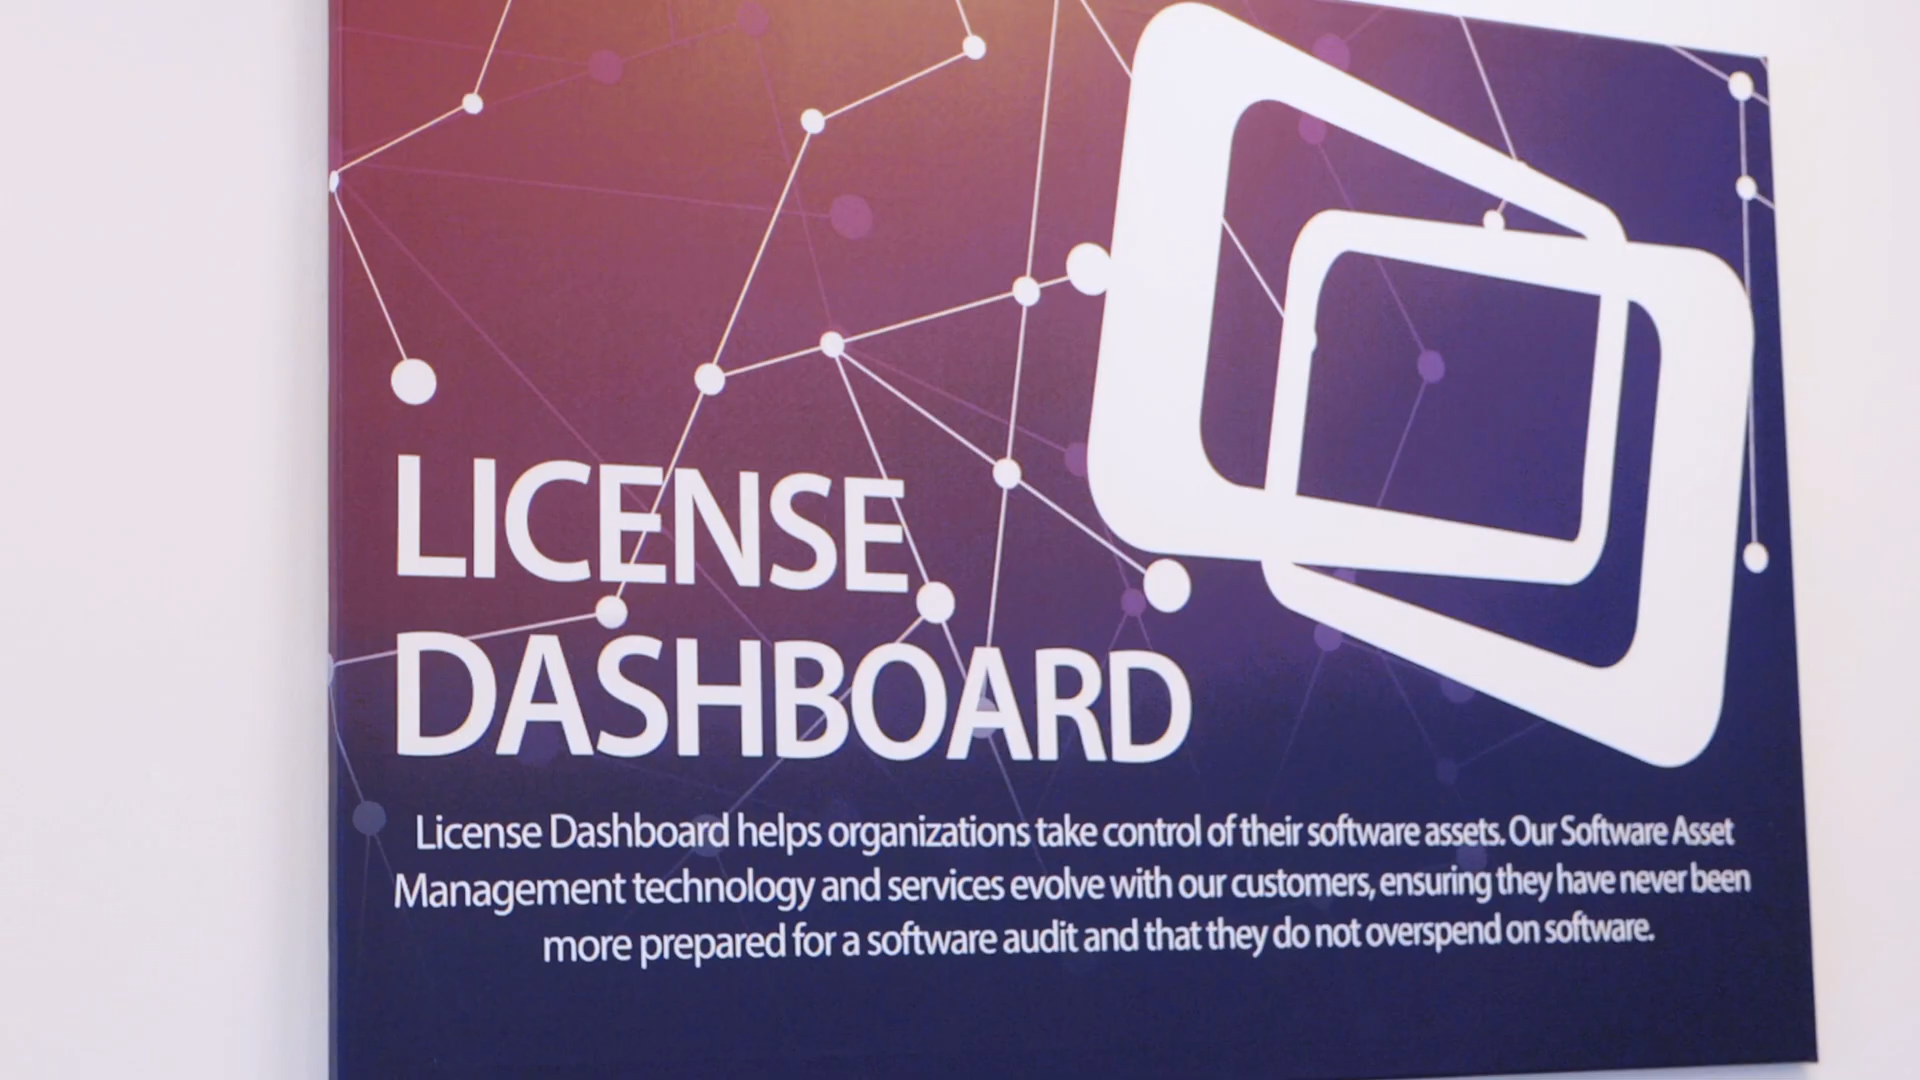 LICENSE
DASHBOARD
License Dashboard helps organizations take control of their software assets. Our Software Asset
Management technology and services evolve with our customers, ensuring they have never been
more prepared for a software audit and that they do not overspend on software.